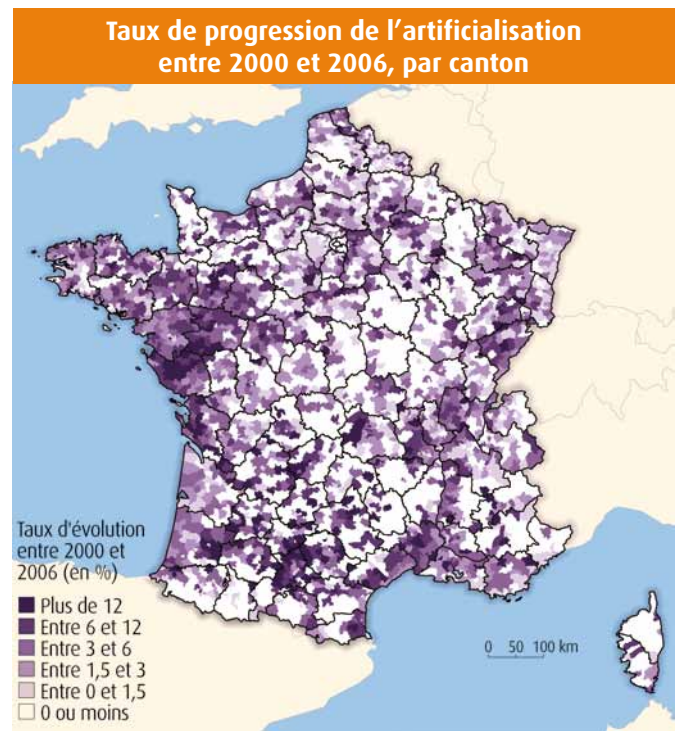 Taux de progression de l'artificialisation
entre 2000 et 2006, par canton
Taux d'évolution
entre 2000 et
2006 (en %)
Plus de 12
Entre 6 et 12
Entre 3 et 6
Entre 1,5 et 3
Entre 0 et 1,5
0 ou moins
0 50 100 km